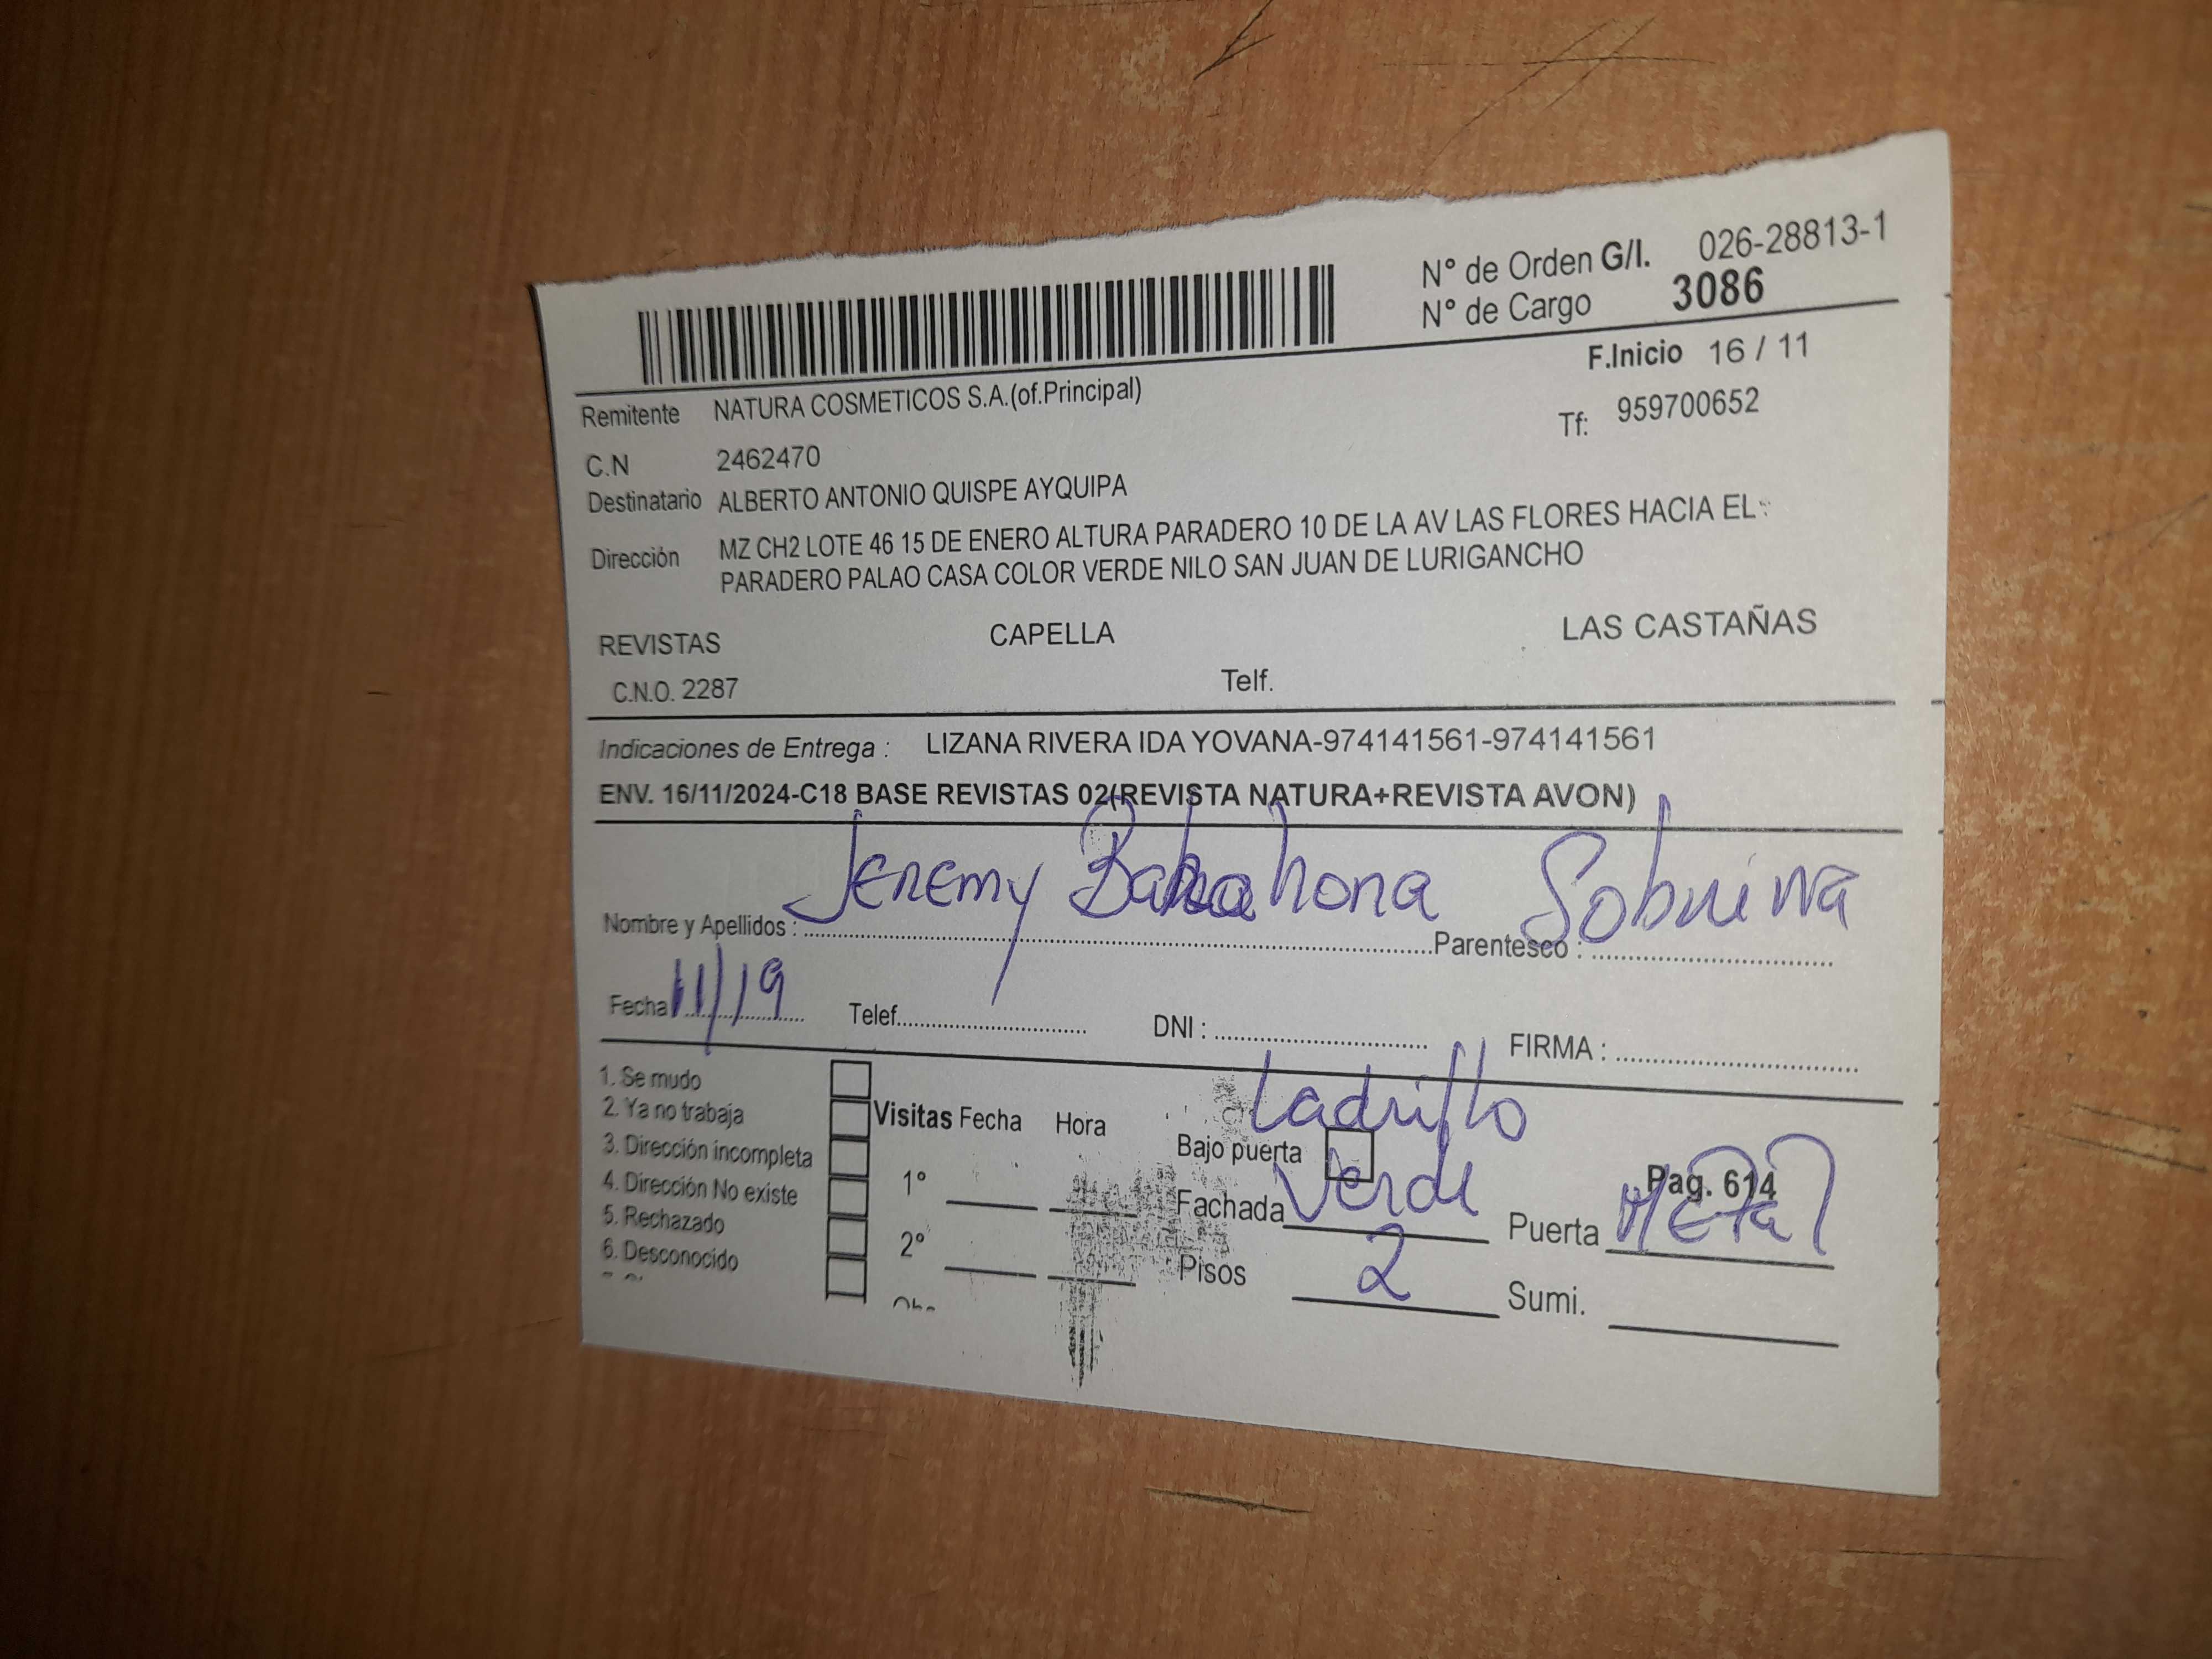 N° de Orden G/I. 026-28813-1
N° de Cargo 3086
F.Inicio 16 / 11
Remitente NATURA COSMETICOS S.A.(of.Principal)
Tf: 959700652
C.N 2462470
Destinatario ALBERTO ANTONIO QUISPE AYQUIPA
Dirección MZ CH2 LOTE 46 15 DE ENERO ALTURA PARADERO 10 DE LA AV LAS FLORES HACIA EL
PARADERO PALAO CASA COLOR VERDE NILO SAN JUAN DE LURIGANCHO
REVISTAS CAPELLA LAS CASTAÑAS
C.N.O. 2287 Telf.
Indicaciones de Entrega : LIZANA RIVERA IDA YOVANA-974141561-974141561
ENV. 16/11/2024-C18 BASE REVISTAS 02(REVISTA NATURA+REVISTA AVON)
Nombre y Apellidos : Jeremy Parentesco : Sobrina
Fecha 11/19 Telef. DNI : FIRMA :
1. Se mudo
2. Ya no trabaja
3. Dirección incompleta
4. Dirección No existe
5. Rechazado
6. Desconocido
Visitas Fecha Hora
1°
2°
Ladrillo
Bajo puerta
Pag. 614
Fachada Verde Puerta Metal
Pisos 2 Sumi.